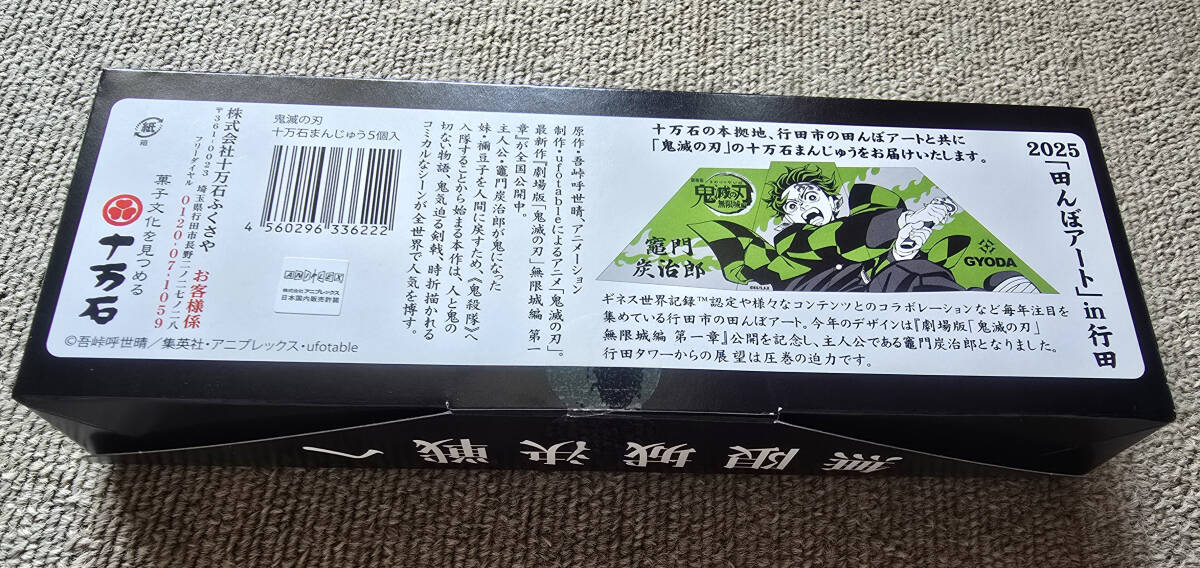 2025「田んぼアート」in行田
十万石の本拠地、行田市の田んぼアートと共に
「鬼滅の刃」の十万石まんじゅうをお届けいたします。
鬼滅の刃
無限城編
竈門
炭治郎
GYODA
ギネス世界記録™認定や様々なコンテンツとのコラボレーションなど毎年注目を
集めている行田市の田んぼアート。今年のデザインは『劇場版「鬼滅の刃」
無限城編 第一章』公開を記念し、主人公である竈門炭治郎となりました。
行田タワーからの展望は圧巻の迫力です。
原作・吾峠呼世晴、アニメーション
制作・ufotableによるアニメ「鬼滅の刃」。
最新作『劇場版「鬼滅の刃」無限城編 第一
章』が全国公開中。
主人公・竈門炭治郎が鬼になった
妹・禰豆子を人間に戻すため、《鬼殺隊》へ
入隊することから始まる本作は、人と鬼の
切ない物語、鬼気迫る剣戟、時折描かれる
コミカルなシーンが全世界で人気を博す。
鬼滅の刃
十万石まんじゅう5個入
4 560296 336222
ANIPLEX
株式会社アニプレックス
日本国内販売許諾
紙
箱
株式会社十万石ふくさや
〒361-0023 埼玉県行田市長野二ノ二七ノ二八
お客様係
フリーダイヤル 0120-07-1059
菓子文化を見つめる
十万石
©吾峠呼世晴／集英社・アニプレックス・ufotable
無限城決戦へ